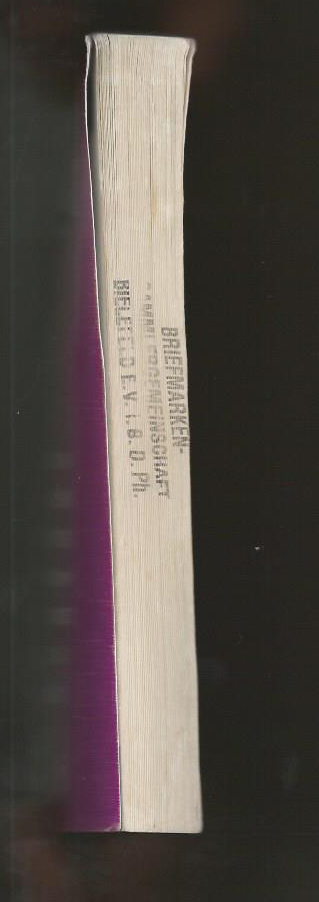 BRIEFMARKEN-
SAMMLERGEMEINSCHAFT
BIELEFELD E.V. i. B. D. Ph.